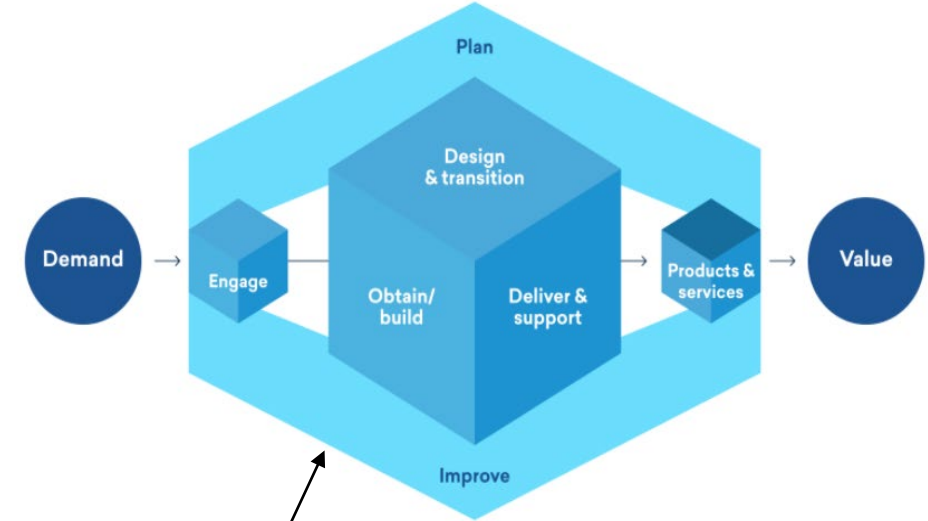 Plan
Design
& transition
Demand
Engage
Obtain/
build
Deliver &
support
Products &
services
Value
Improve